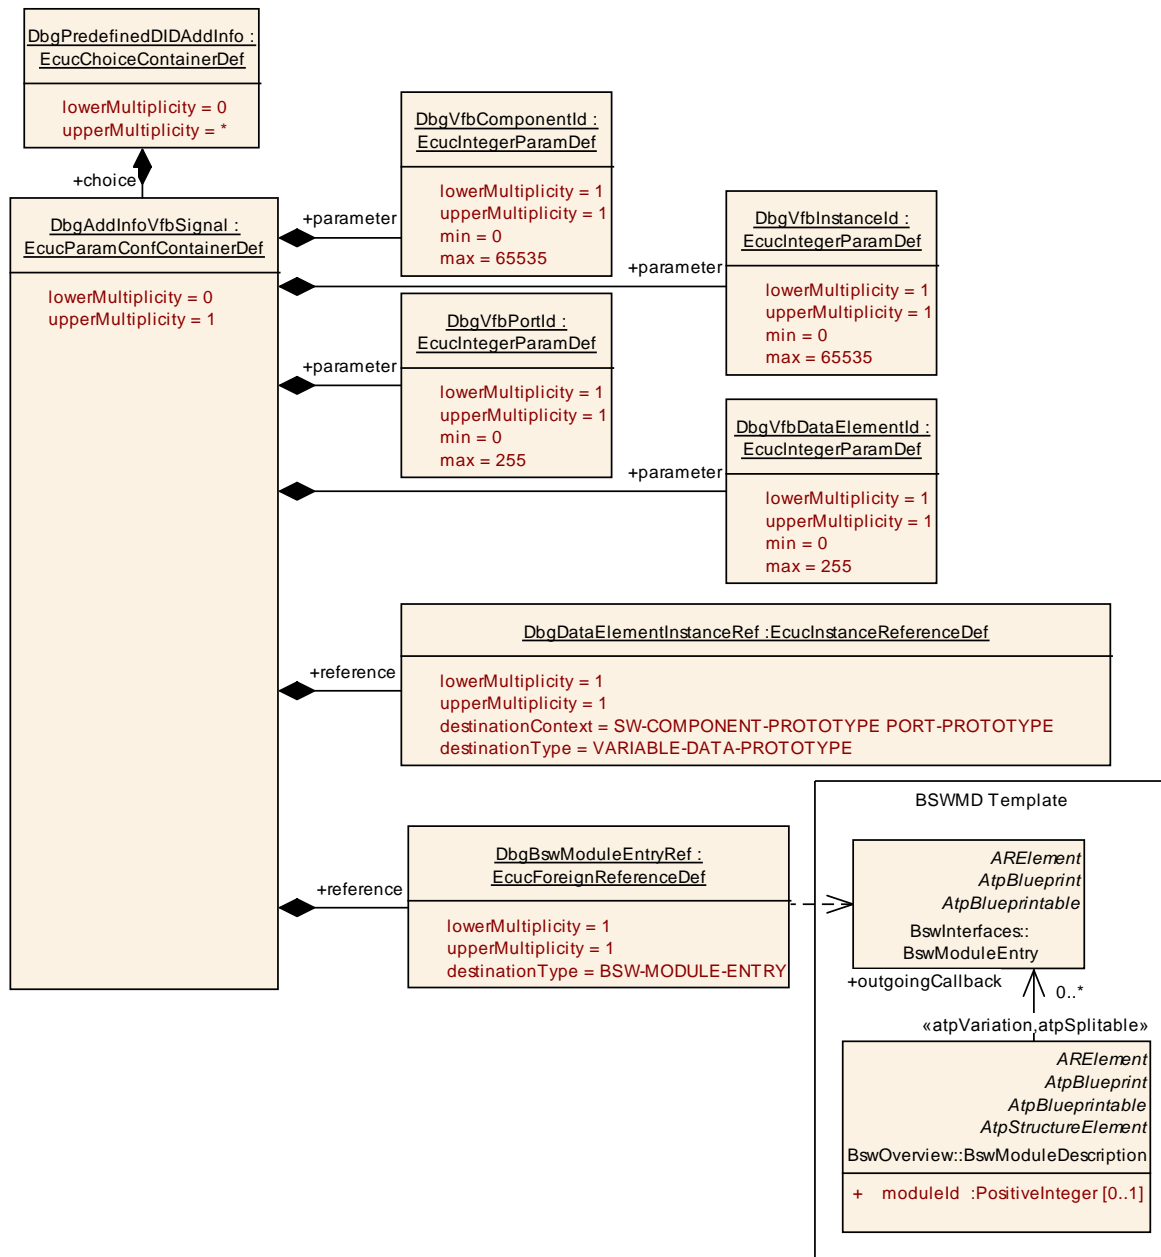 DbgPredefinedDIDAddInfo :
EcucChoiceContainerDef
lowerMultiplicity = 0
upperMultiplicity = *
+choice
DbgAddInfoVfbSignal :
EcucParamConfContainerDef
lowerMultiplicity = 0
upperMultiplicity = 1
+parameter
DbgVfbComponentId :
EcucIntegerParamDef
lowerMultiplicity = 1
upperMultiplicity = 1
min = 0
max = 65535
+parameter
DbgVfbInstanceId :
EcucIntegerParamDef
lowerMultiplicity = 1
upperMultiplicity = 1
min = 0
max = 65535
+parameter
DbgVfbPortId :
EcucIntegerParamDef
lowerMultiplicity = 1
upperMultiplicity = 1
min = 0
max = 255
+parameter
DbgVfbDataElementId :
EcucIntegerParamDef
lowerMultiplicity = 1
upperMultiplicity = 1
min = 0
max = 255
+reference
DbgDataElementInstanceRef :EcucInstanceReferenceDef
lowerMultiplicity = 1
upperMultiplicity = 1
destinationContext = SW-COMPONENT-PROTOTYPE PORT-PROTOTYPE
destinationType = VARIABLE-DATA-PROTOTYPE
+reference
DbgBswModuleEntryRef :
EcucForeignReferenceDef
lowerMultiplicity = 1
upperMultiplicity = 1
destinationType = BSW-MODULE-ENTRY
BSWMD Template
ARElement
AtpBlueprint
AtpBlueprintable
BswInterfaces::
BswModuleEntry
+outgoingCallback
0..*
«atpVariation,atpSplitable»
ARElement
AtpBlueprint
AtpBlueprintable
AtpStructureElement
BswOverview::BswModuleDescription
+ moduleId :PositiveInteger [0..1]